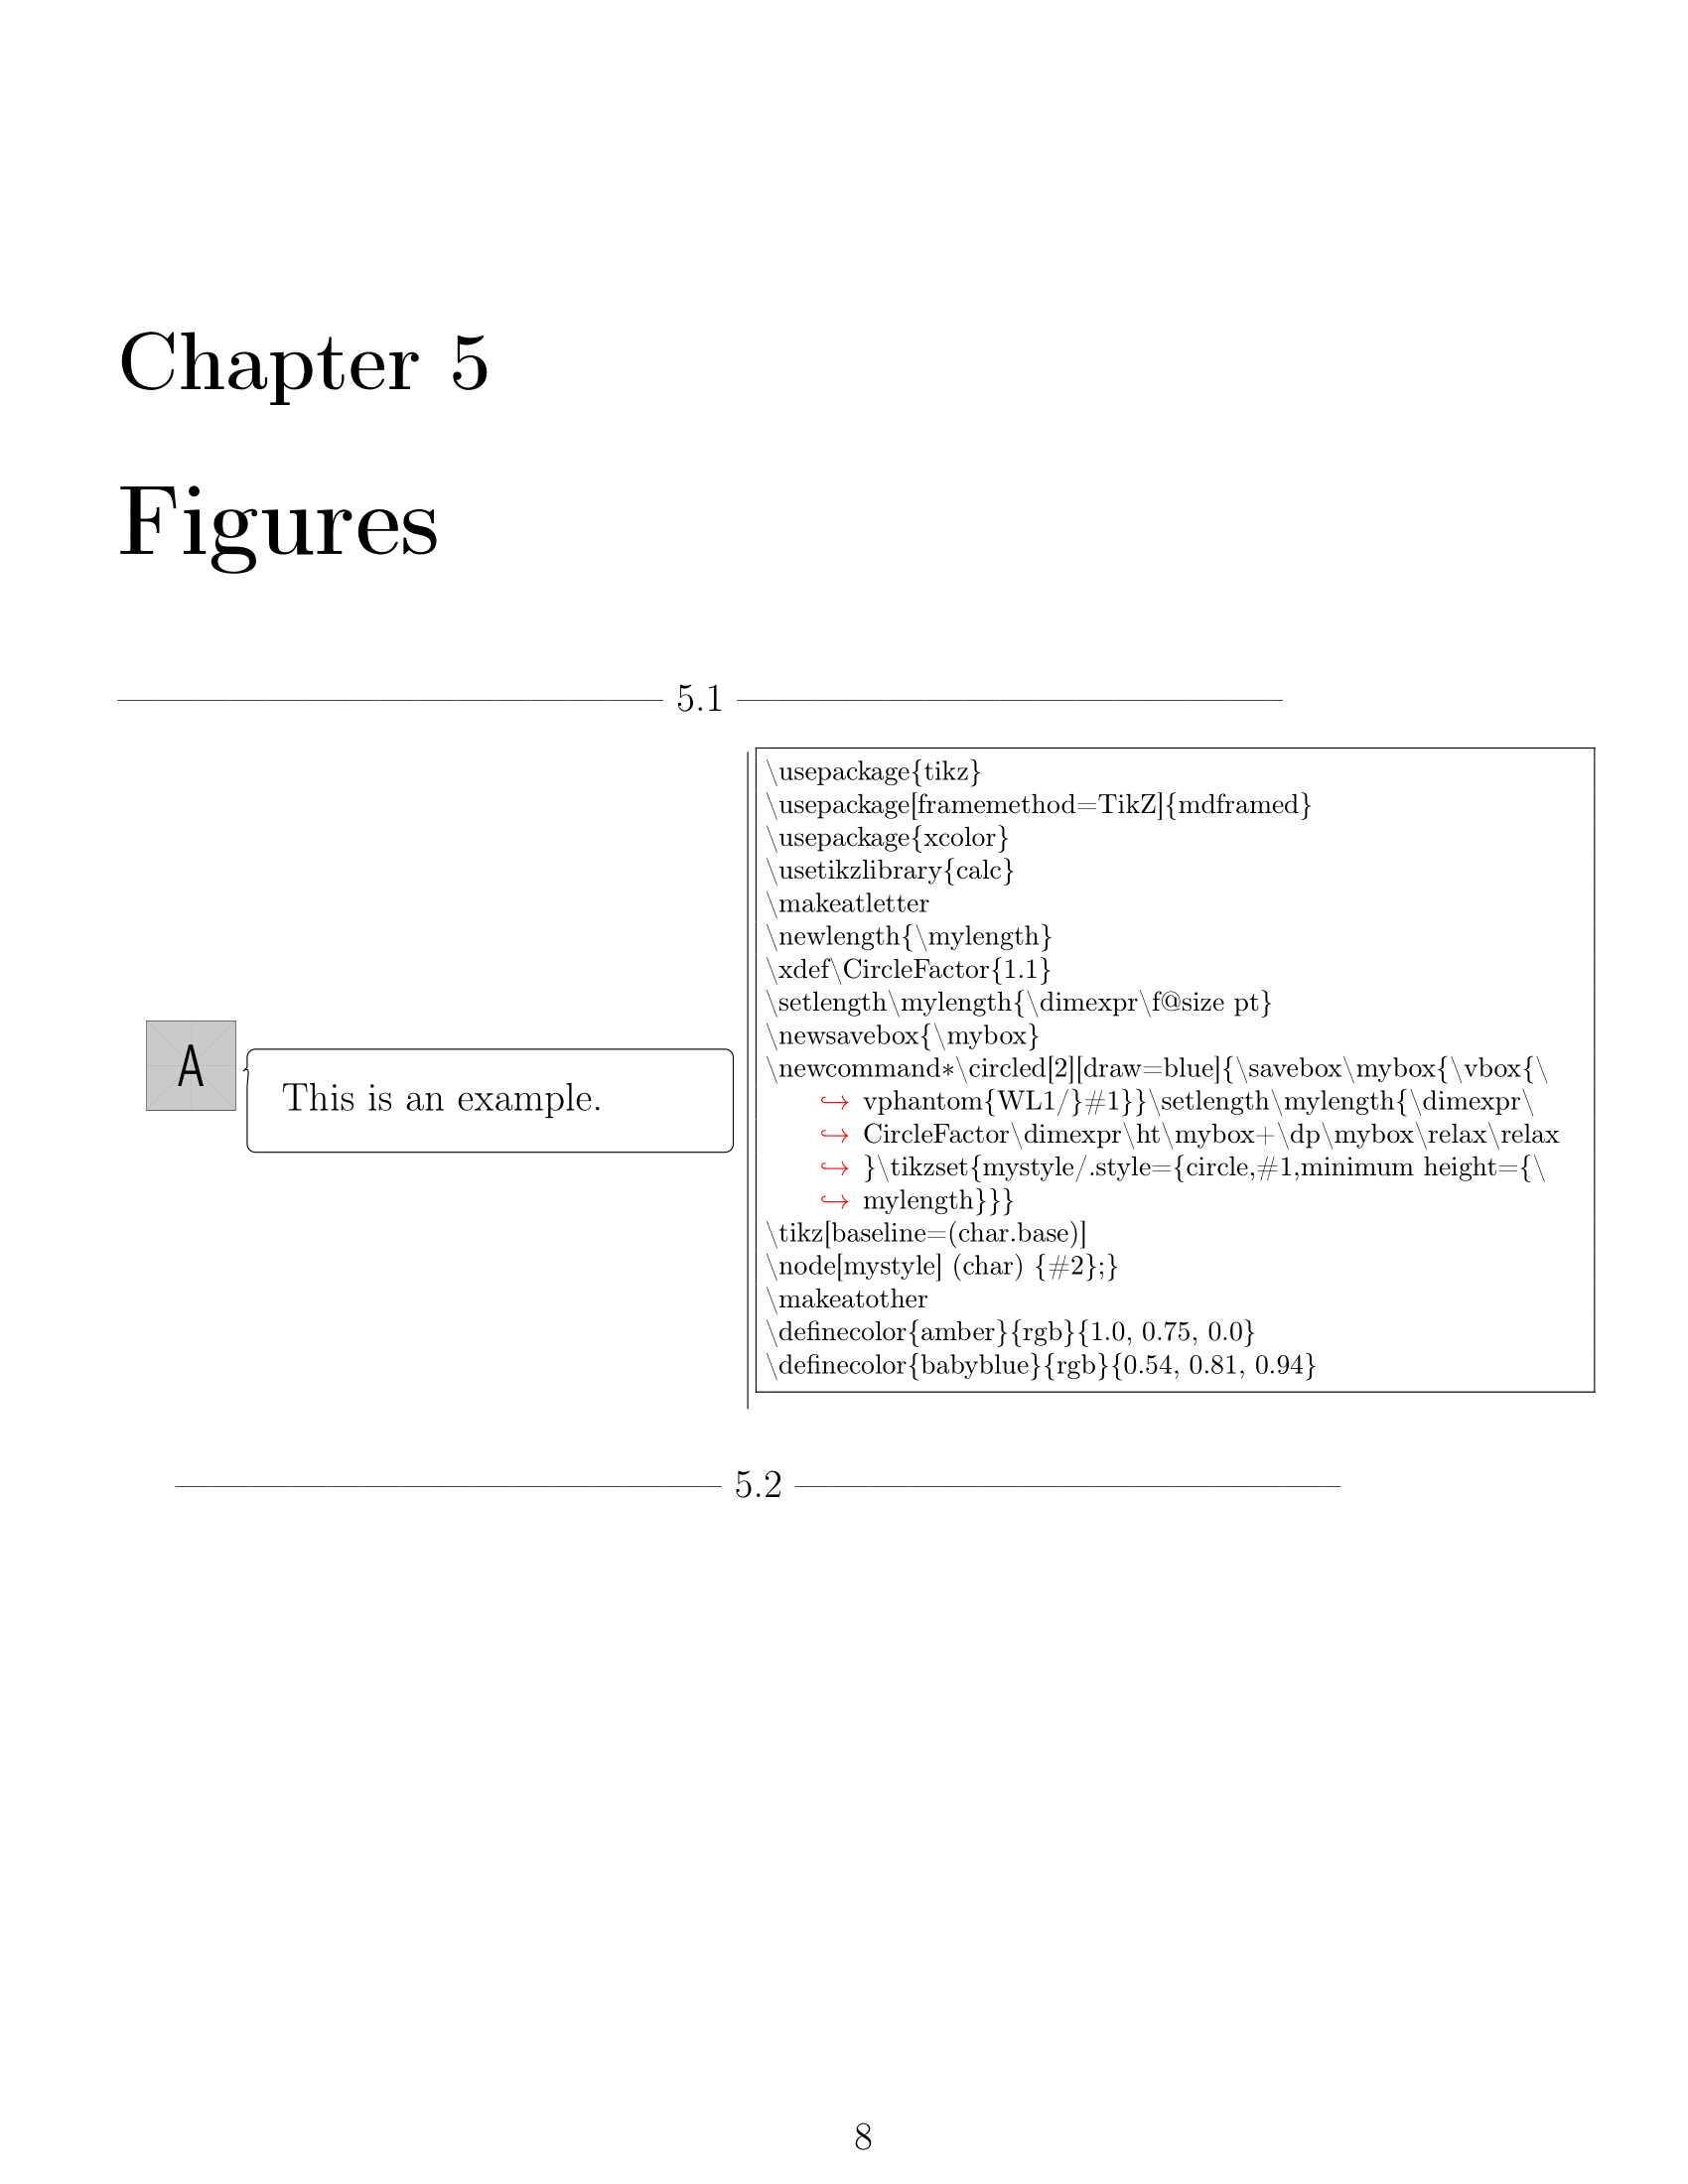 Chapter 5
Figures
5.1
A
This is an example.
\usepackage{tikz}
\usepackage[framemethod=TikZ]{mdframed}
\usepackage{xcolor}
\usetikzlibrary{calc}
\makeatletter
\newlength{\mylength}
\xdef\CircleFactor{1.1}
\setlength\mylength{\dimexpr\f@size pt}
\newsavebox{\mybox}
\newcommand*\circled[2][draw=blue]{\savebox\mybox{\vbox{\
↪ vphantom{WL1/}#1}}\setlength\mylength{\dimexpr\
↪ CircleFactor\dimexpr\ht\mybox+\dp\mybox\relax\relax
↪ }\tikzset{mystyle/.style={circle,#1,minimum height={\
↪ mylength}}}
\tikz[baseline=(char.base)]
\node[mystyle] (char) {#2};}
\makeatother
\definecolor{amber}{rgb}{1.0, 0.75, 0.0}
\definecolor{babyblue}{rgb}{0.54, 0.81, 0.94}
5.2
8